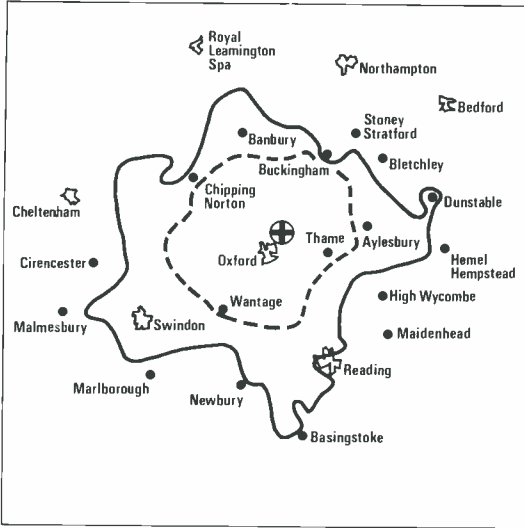 Royal
Leamington
Spa
Northampton
Bedford
Stoney
Stratford
Banbury
Buckingham
Bletchley
Chipping
Norton
Dunstable
Cheltenham
Thame
Aylesbury
Oxford
Cirencester
Hemel
Hempstead
High Wycombe
Wantage
Malmesbury
Swindon
Maidenhead
Reading
Marlborough
Newbury
Basingstoke